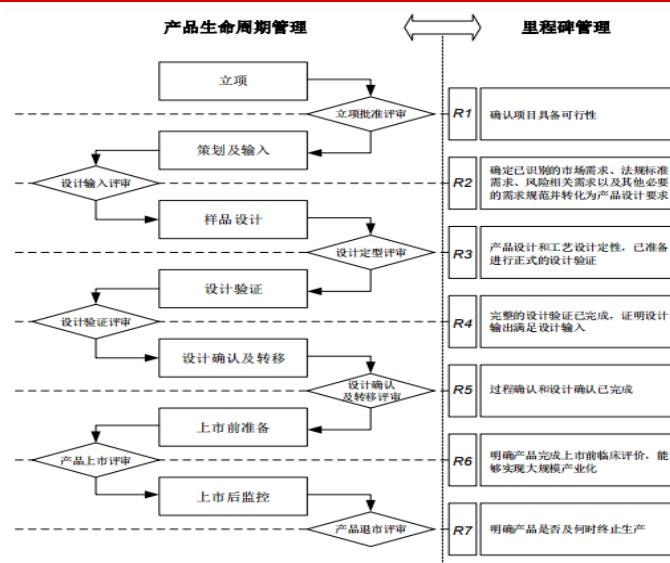 产品生命周期管理
里程碑管理
立项
立项批准评审
R1
确认项目具备可行性
策划及输入
设计输入评审
R2
确定已识别的市场需求、法规标准
需求、风险相关需求以及其他必要
的需求规范并转化为产品设计要求
样品设计
设计定型评审
R3
产品设计和工艺设计定性，已准备
进行正式的设计验证
设计验证
设计验证评审
R4
完整的设计验证已完成，证明设计
输出满足设计输入
设计确认及转移
设计确认
及转移评审
R5
过程确认和设计确认已完成
上市前准备
产品上市评审
R6
明确产品完成上市前临床评价，能
够实现大规模产业化
上市后监控
产品退市评审
R7
明确产品是否及何时终止生产